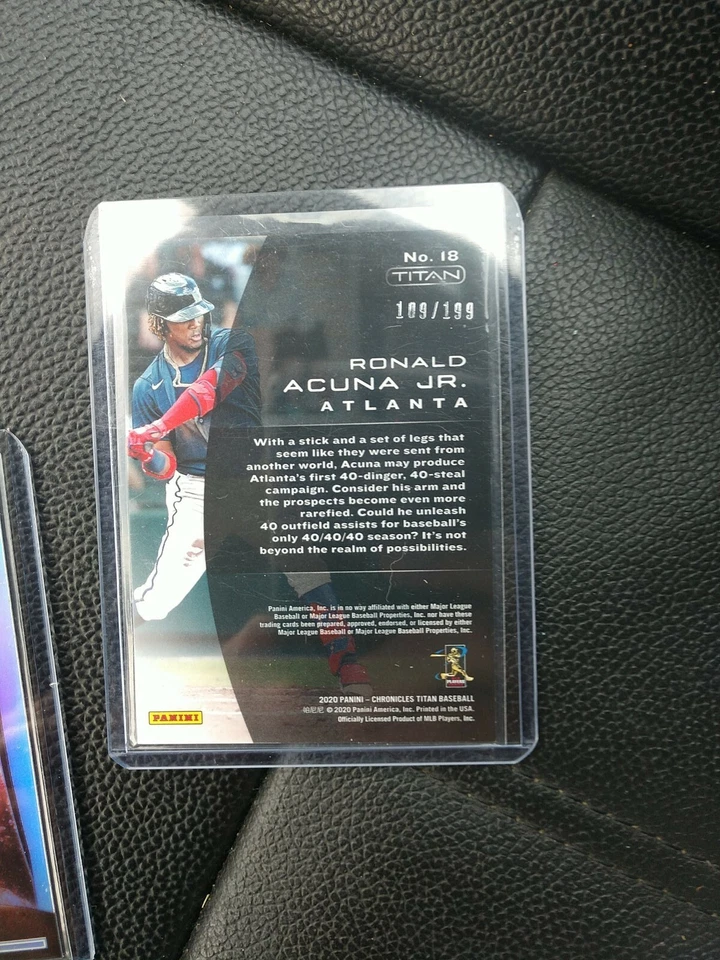 No. 18
TITAN
109/199
RONALD
ACUNA JR.
ATLANTA
With a stick and a set of legs that
seem like they were sent from
another world, Acuna may produce
Atlanta's first 40-dinger, 40-steal
campaign. Consider his arm and
the prospects become even more
rarefied. Could he unleash
40 outfield assists for baseball's
only 40/40/40 season? It's not
beyond the realm of possibilities.
Panini America, Inc. is in no way affiliated with either Major League
Baseball or Major League Baseball Properties, Inc. nor have these
trading cards been prepared, approved, endorsed, or licensed by either
Major League Baseball or Major League Baseball Properties, Inc.
PLAYERS
2020 PANINI – CHRONICLES TITAN BASEBALL
帕尼尼 © 2020 Panini America, Inc. Printed in the USA.
Officially Licensed Product of MLB Players, Inc.
PANINI